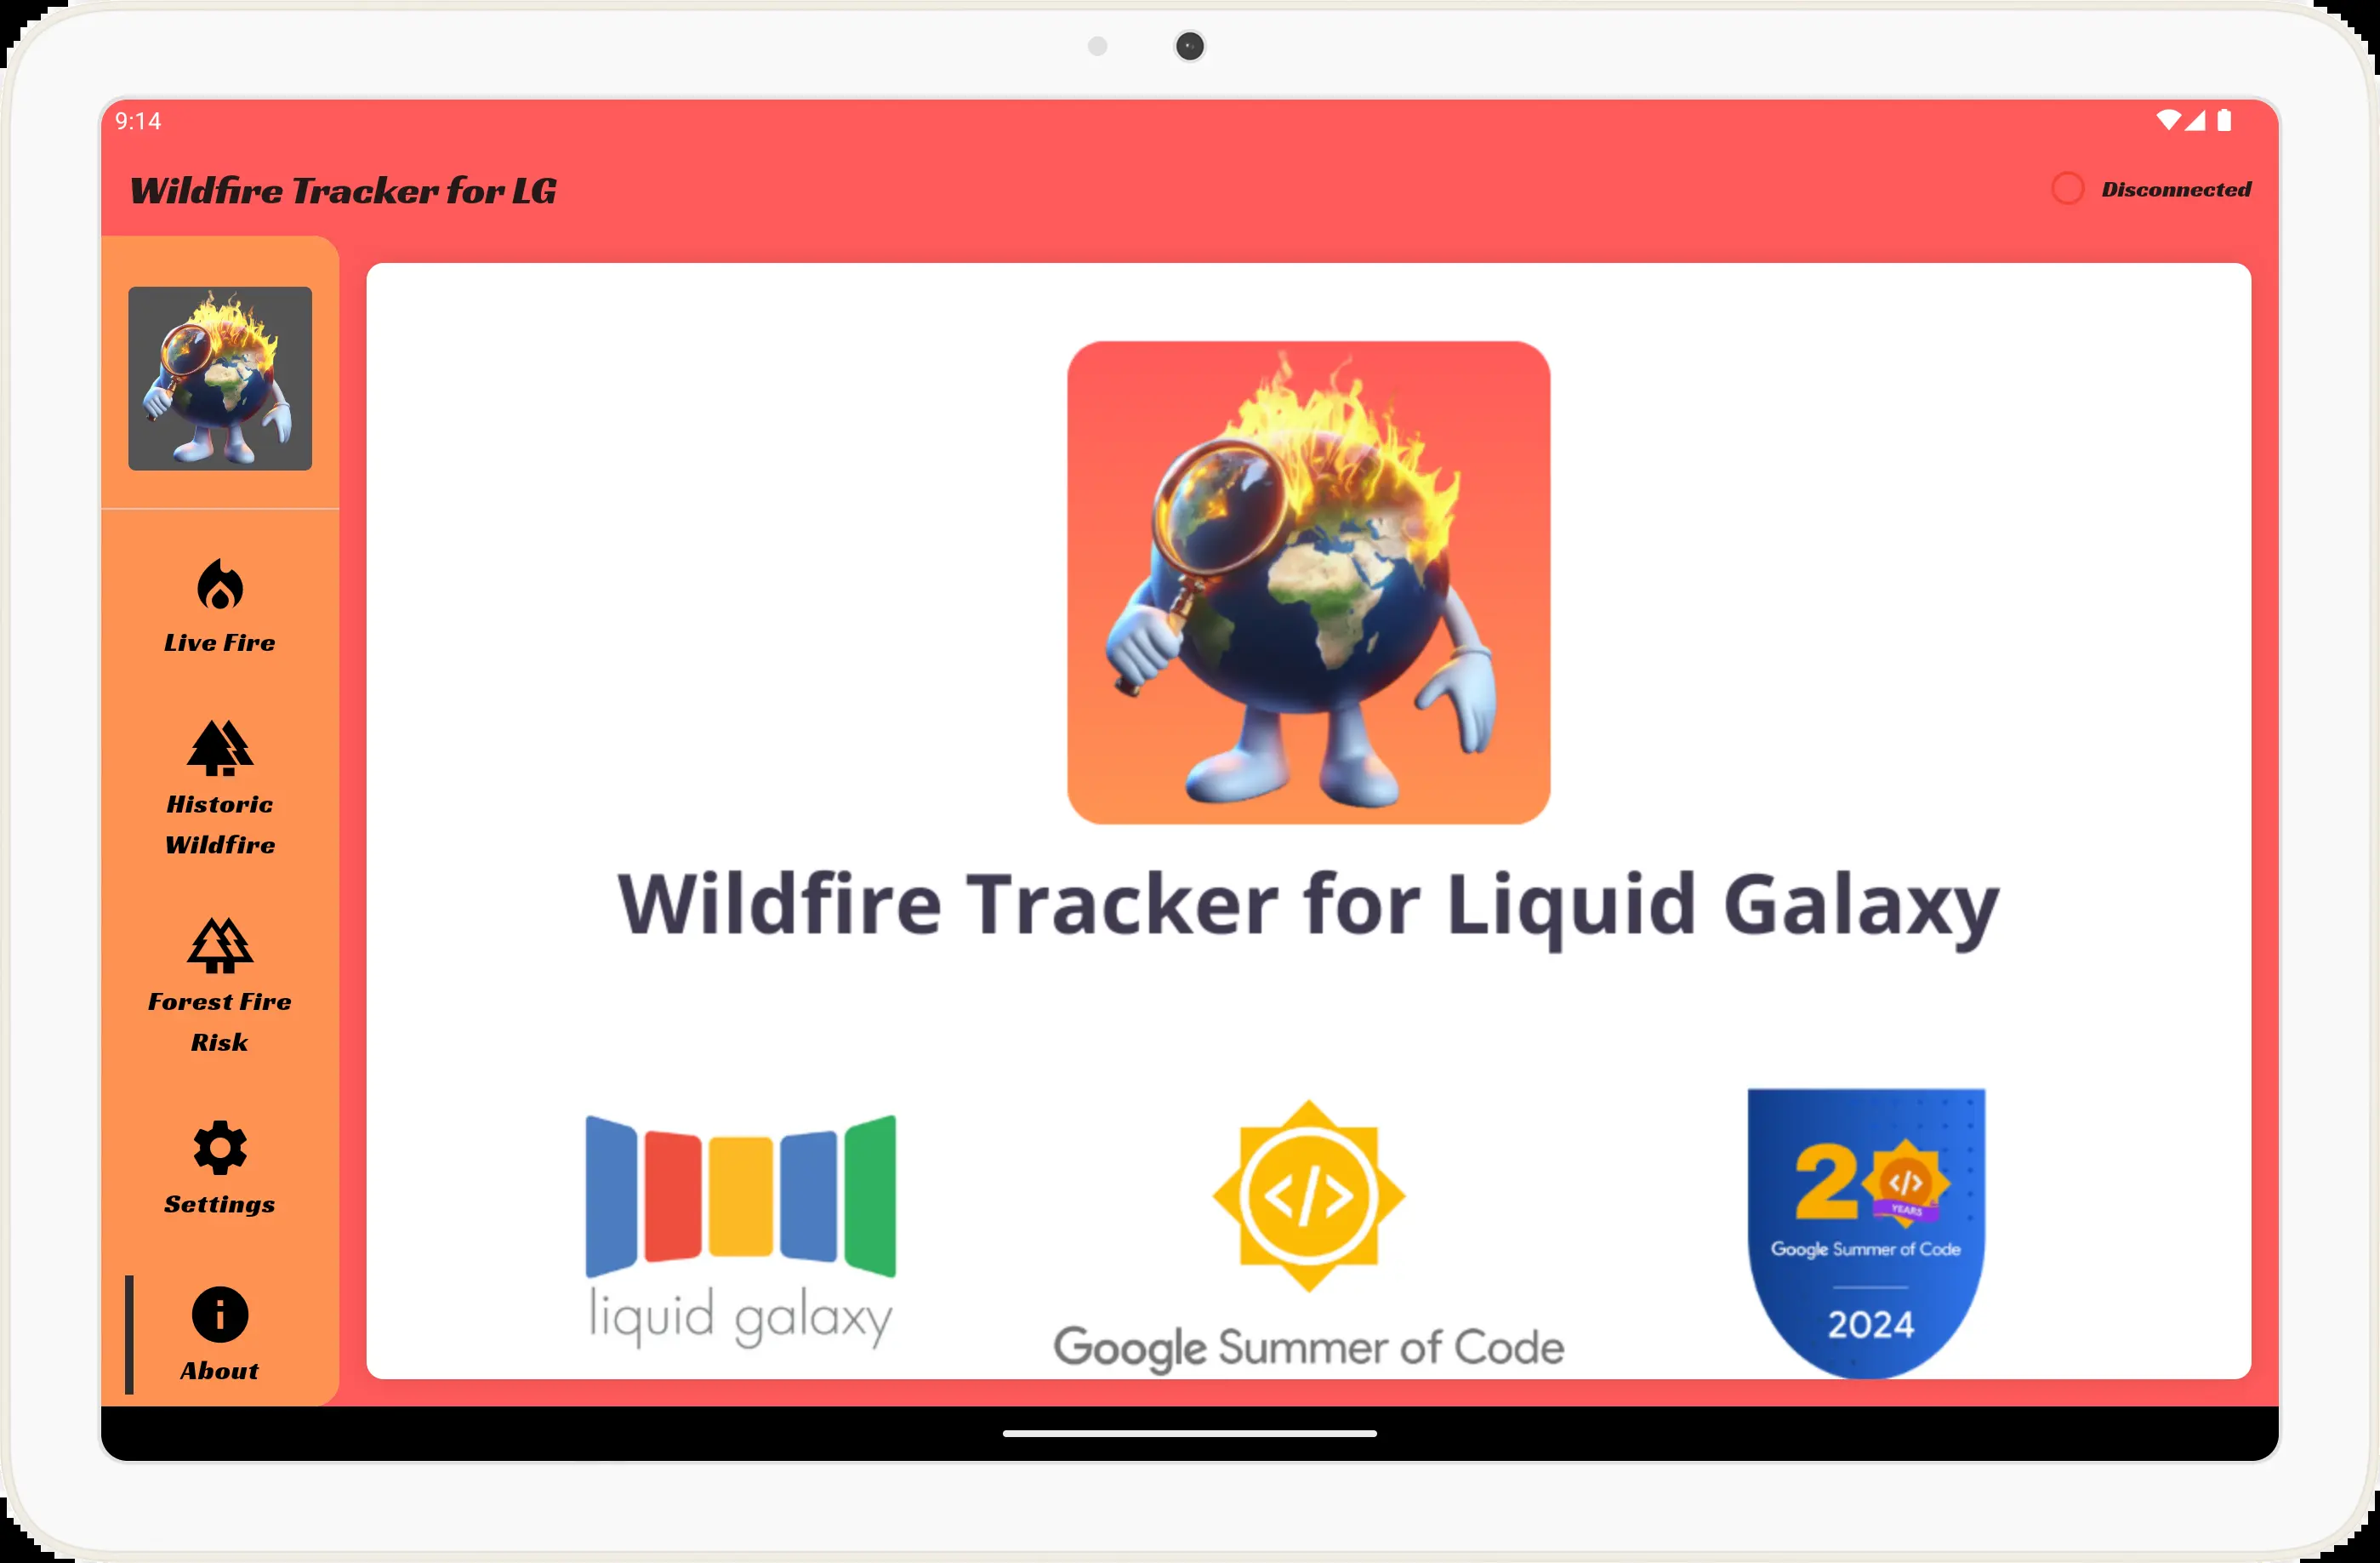 9:14
Wildfire Tracker for LG
Disconnected
Live Fire
Historic
Wildfire
Forest Fire
Risk
Settings
About
Wildfire Tracker for Liquid Galaxy
liquid galaxy
Google Summer of Code
20
YEARS
Google Summer of Code
2024